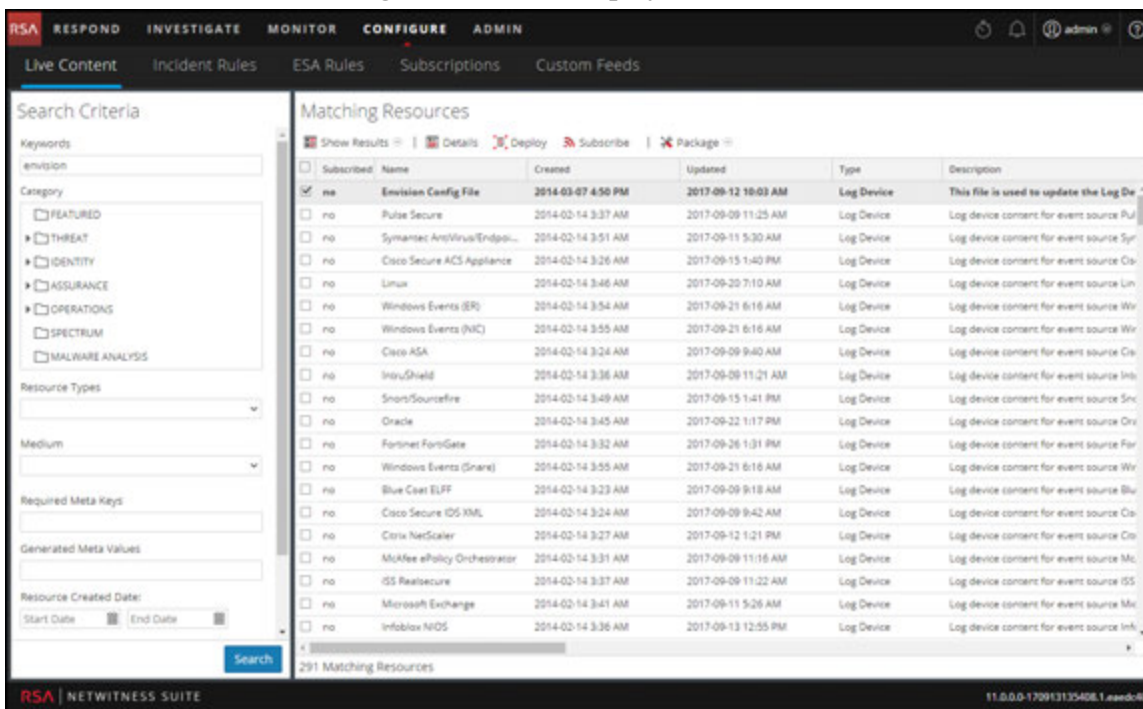 RSA RESPOND INVESTIGATE MONITOR CONFIGURE ADMIN admin
Live Content Incident Rules ESA Rules Subscriptions Custom Feeds
Search Criteria
Keywords
envision
Category
FEATURED
THREAT
IDENTITY
ASSURANCE
OPERATIONS
SPECTRUM
MALWARE ANALYSIS
Resource Types
Medium
Required Meta Keys
Generated Meta Values
Resource Created Date:
Start Date End Date
Search
Matching Resources
Show Results | Details Deploy Subscribe | Package
Subscribed Name Created Updated Type Description
no Envision Config File 2014-03-07 4:50 PM 2017-09-12 10:03 AM Log Device This file is used to update the Log De
no Pulse Secure 2014-02-14 3:37 AM 2017-09-09 11:25 AM Log Device Log device content for event source Pul
no Symantec AntiVirus/Endpoi... 2014-02-14 3:51 AM 2017-09-11 5:30 AM Log Device Log device content for event source Syr
no Cisco Secure ACS Appliance 2014-02-14 3:26 AM 2017-09-15 1:40 PM Log Device Log device content for event source Cis
no Linux 2014-02-14 3:46 AM 2017-09-20 7:10 AM Log Device Log device content for event source Lin
no Windows Events (ER) 2014-02-14 3:54 AM 2017-09-21 6:16 AM Log Device Log device content for event source Wir
no Windows Events (NIC) 2014-02-14 3:55 AM 2017-09-21 6:16 AM Log Device Log device content for event source Wir
no Cisco ASA 2014-02-14 3:24 AM 2017-09-09 9:40 AM Log Device Log device content for event source Cis
no IntruShield 2014-02-14 3:36 AM 2017-09-09 11:21 AM Log Device Log device content for event source Int
no Snort/Sourcefire 2014-02-14 3:49 AM 2017-09-15 1:41 PM Log Device Log device content for event source Sno
no Oracle 2014-02-14 3:45 AM 2017-09-22 1:17 PM Log Device Log device content for event source Ora
no Fortinet FortiGate 2014-02-14 3:32 AM 2017-09-26 1:31 PM Log Device Log device content for event source For
no Windows Events (Snare) 2014-02-14 3:55 AM 2017-09-21 6:16 AM Log Device Log device content for event source Wir
no Blue Coat ELFF 2014-02-14 3:23 AM 2017-09-09 9:18 AM Log Device Log device content for event source Blu
no Cisco Secure IDS XML 2014-02-14 3:24 AM 2017-09-09 9:42 AM Log Device Log device content for event source Cis
no Citrix NetScaler 2014-02-14 3:27 AM 2017-09-12 1:21 PM Log Device Log device content for event source Cit
no McAfee ePolicy Orchestrator 2014-02-14 3:31 AM 2017-09-09 11:16 AM Log Device Log device content for event source Mc
no ISS Realsecure 2014-02-14 3:37 AM 2017-09-09 11:22 AM Log Device Log device content for event source ISS
no Microsoft Exchange 2014-02-14 3:41 AM 2017-09-11 5:26 AM Log Device Log device content for event source Mic
no Infoblox NIOS 2014-02-14 3:36 AM 2017-09-13 12:55 PM Log Device Log device content for event source Inf
291 Matching Resources
RSA | NETWITNESS SUITE